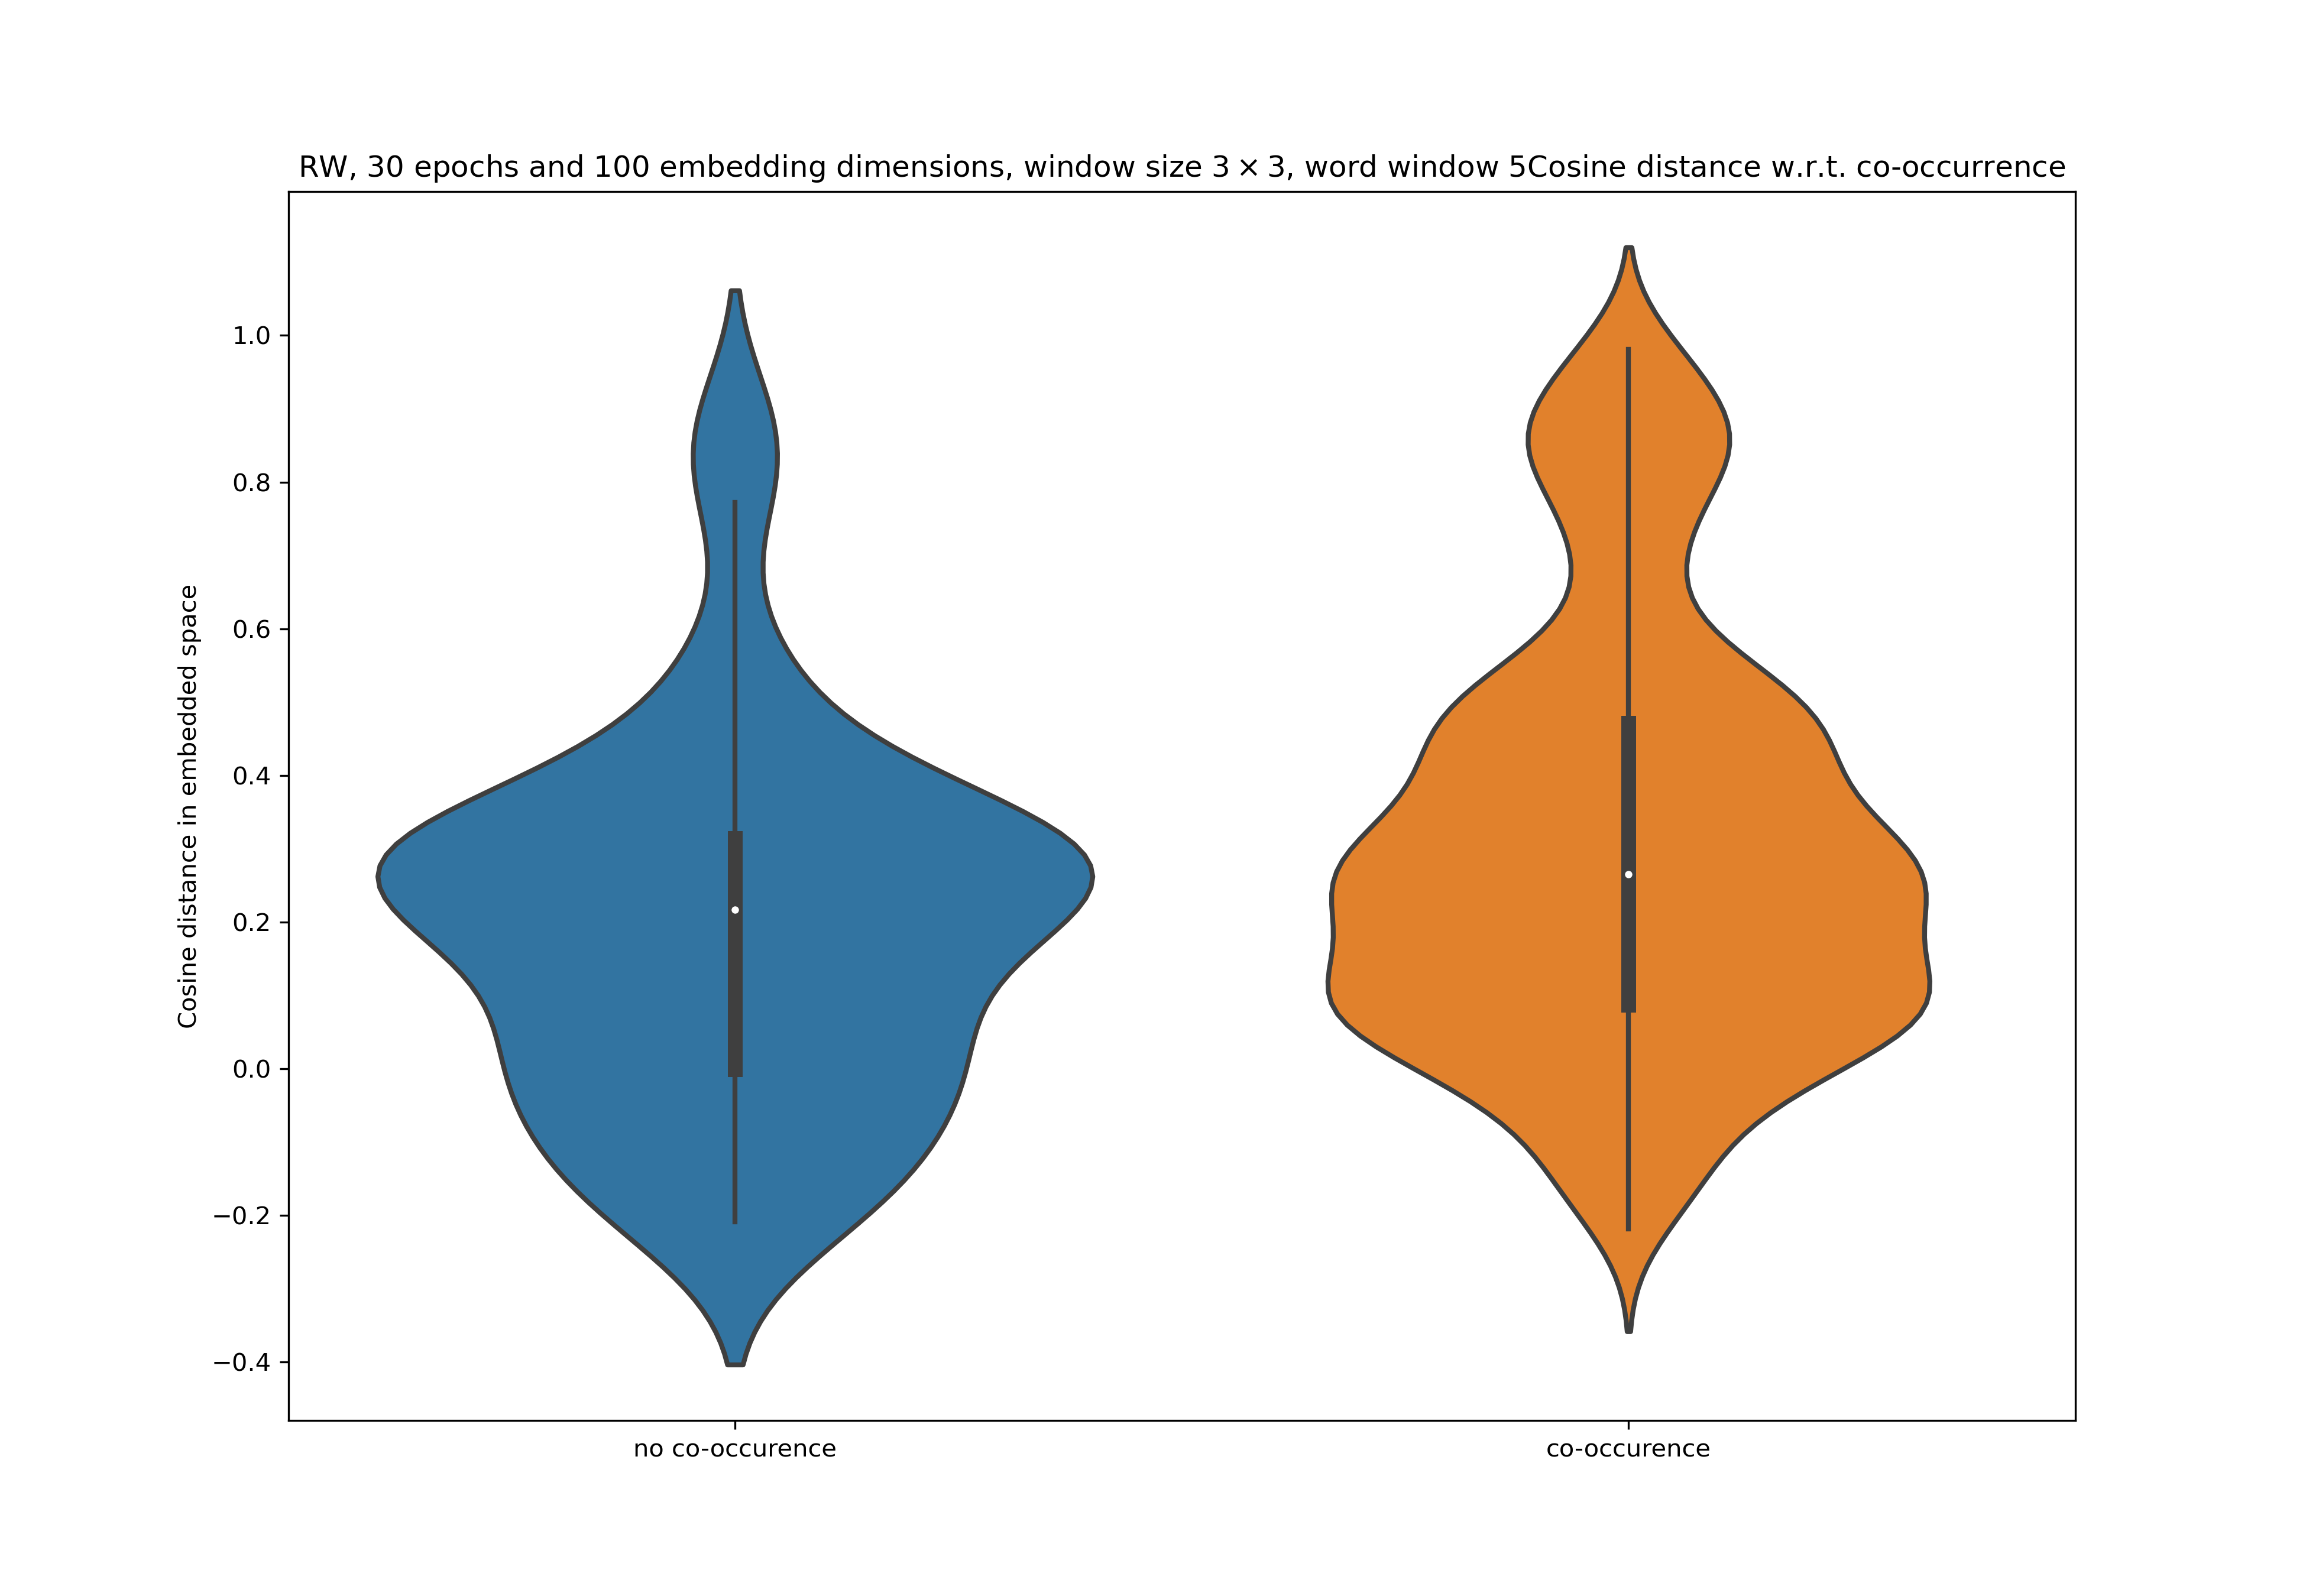 RW, 30 epochs and 100 embedding dimensions, window size 3 × 3, word window 5Cosine distance w.r.t. co-occurrence
Cosine distance in embedded space
1.0
0.8
0.6
0.4
0.2
0.0
−0.2
−0.4
no co-occurence
co-occurence